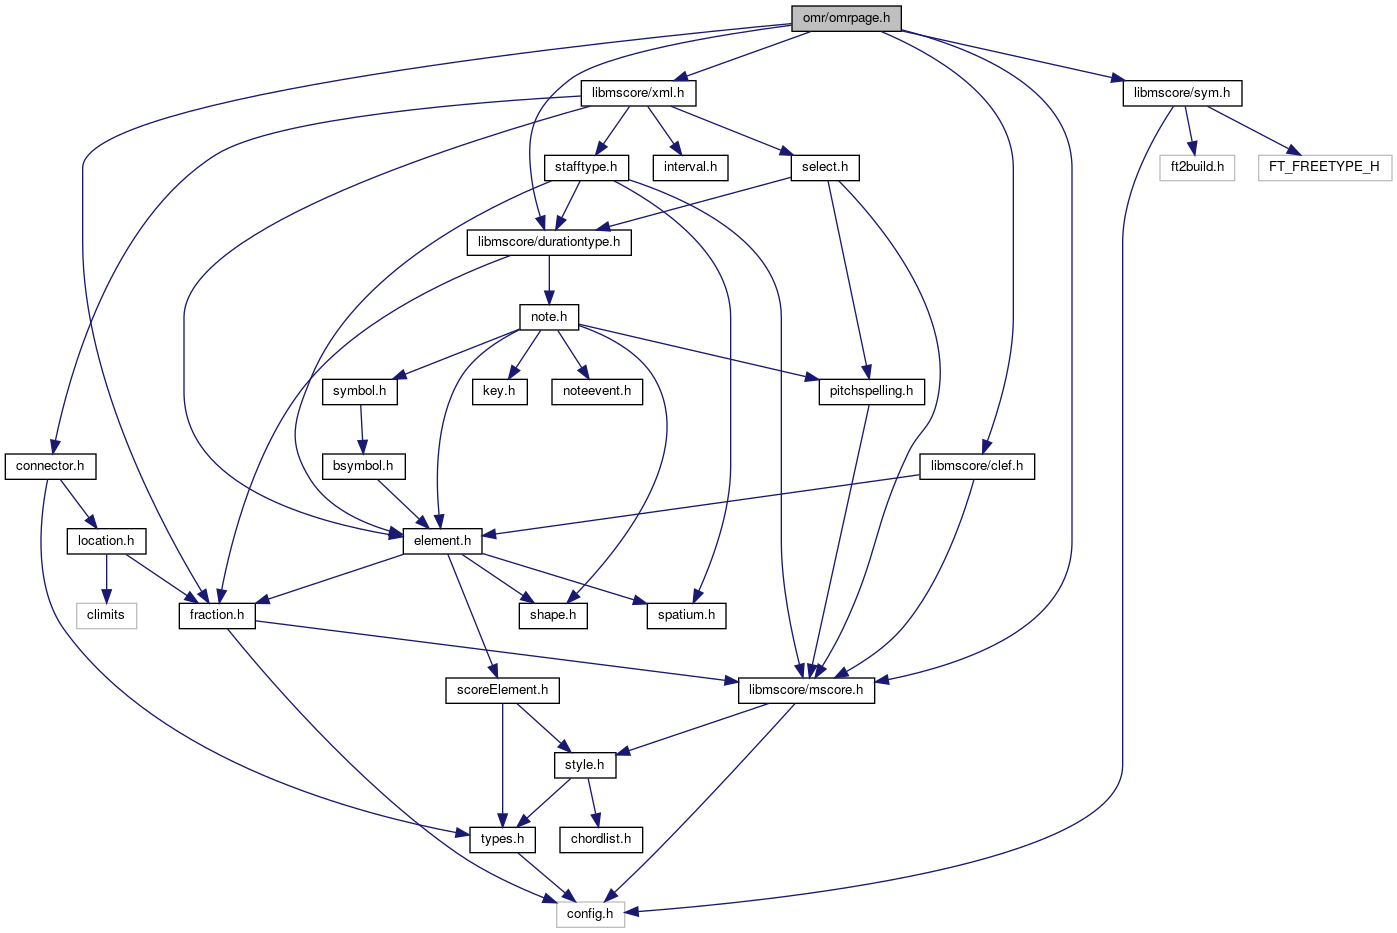 omr/omrpage.h
libmscore/xml.h
libmscore/sym.h
stafftype.h
interval.h
select.h
ft2build.h
FT_FREETYPE_H
libmscore/durationtype.h
note.h
symbol.h
key.h
noteevent.h
pitchspelling.h
connector.h
bsymbol.h
libmscore/clef.h
location.h
element.h
climits
fraction.h
shape.h
spatium.h
scoreElement.h
libmscore/mscore.h
style.h
types.h
chordlist.h
config.h